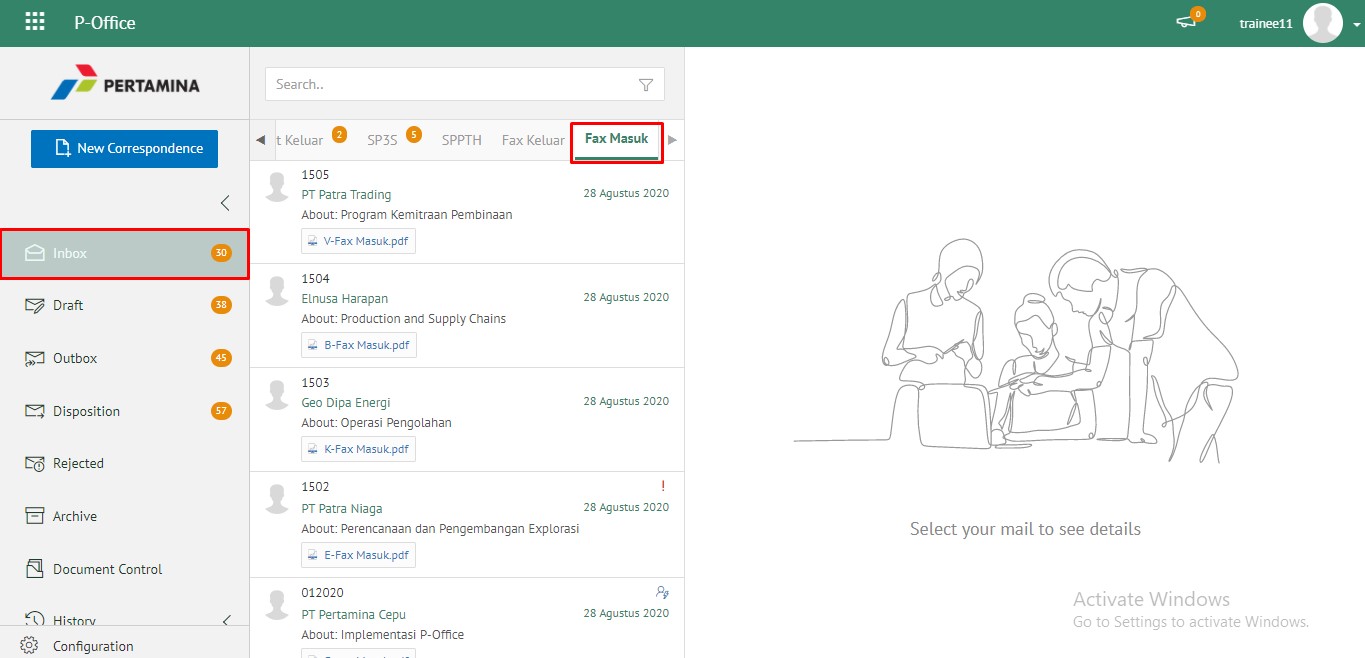 P-Office
0
trainee11
PERTAMINA
New Correspondence
Inbox 30
Draft 38
Outbox 45
Disposition 57
Rejected
Archive
Document Control
History
Configuration
Search..
t Keluar 2 SP3S 5 SPPTH Fax Keluar Fax Masuk
1505
PT Patra Trading 28 Agustus 2020
About: Program Kemitraan Pembinaan
V-Fax Masuk.pdf
1504
Elnusa Harapan 28 Agustus 2020
About: Production and Supply Chains
B-Fax Masuk.pdf
1503
Geo Dipa Energi 28 Agustus 2020
About: Operasi Pengolahan
K-Fax Masuk.pdf
1502 !
PT Patra Niaga 28 Agustus 2020
About: Perencanaan dan Pengembangan Explorasi
E-Fax Masuk.pdf
012020
PT Pertamina Cepu 28 Agustus 2020
About: Implementasi P-Office
Select your mail to see details
Activate Windows
Go to Settings to activate Windows.